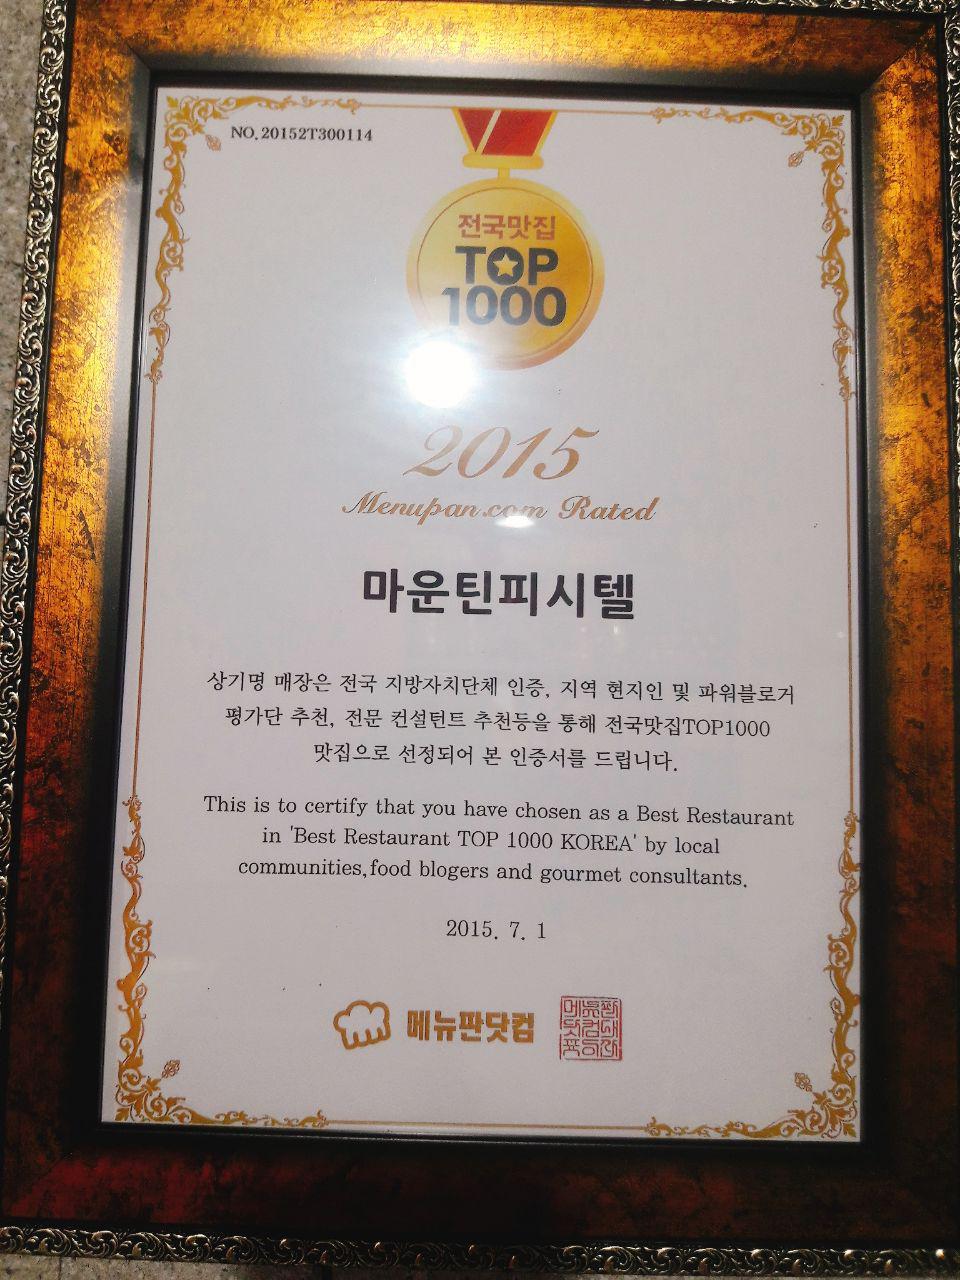 NO. 20152T300114
전국맛집
TOP
1000
2015
Menupan.com Rated
마운틴피시텔
상기명 매장은 전국 지방자치단체 인증, 지역 현지인 및 파워블로거
평가단 추천, 전문 컨설턴트 추천등을 통해 전국맛집TOP1000
맛집으로 선정되어 본 인증서를 드립니다.
This is to certify that you have chosen as a Best Restaurant
in 'Best Restaurant TOP 1000 KOREA' by local
communities,food blogers and gourmet consultants.
2015. 7. 1
메뉴판닷컴